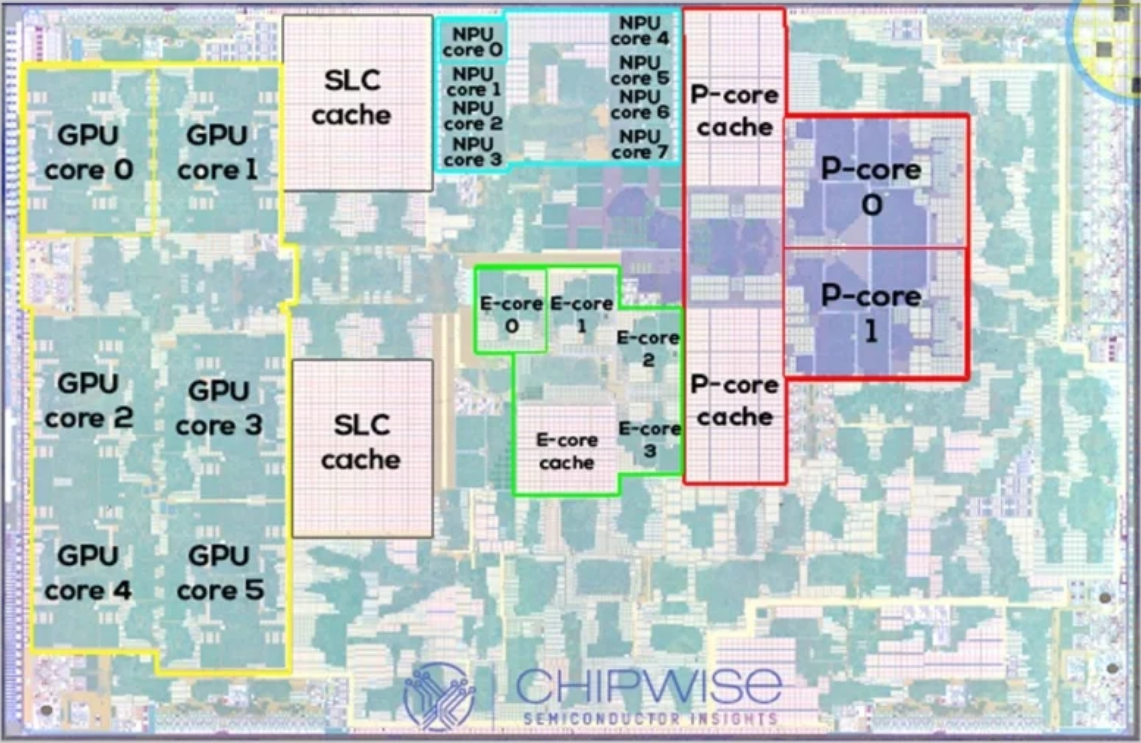 GPU
core 0
GPU
core 1
SLC
cache
NPU
core 0
NPU
core 1
NPU
core 2
NPU
core 3
NPU
core 4
NPU
core 5
NPU
core 6
NPU
core 7
P-core
cache
P-core
0
P-core
1
E-core
0
E-core
1
E-core
2
E-core
3
E-core
cache
P-core
cache
GPU
core 2
GPU
core 3
SLC
cache
GPU
core 4
GPU
core 5
CHIPWISE
SEMICONDUCTOR INSIGHTS